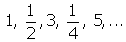 1, 1/2, 3, 1/4, 5,...